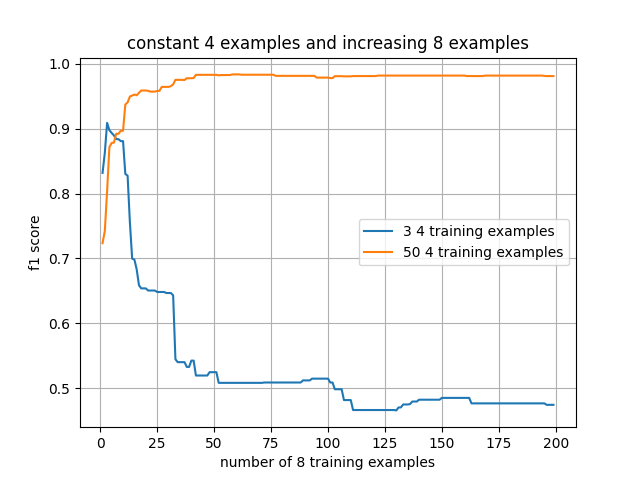 constant 4 examples and increasing 8 examples
1.0
0.9
0.8
0.7
0.6
0.5
f1 score
3 4 training examples
50 4 training examples
0 25 50 75 100 125 150 175 200
number of 8 training examples